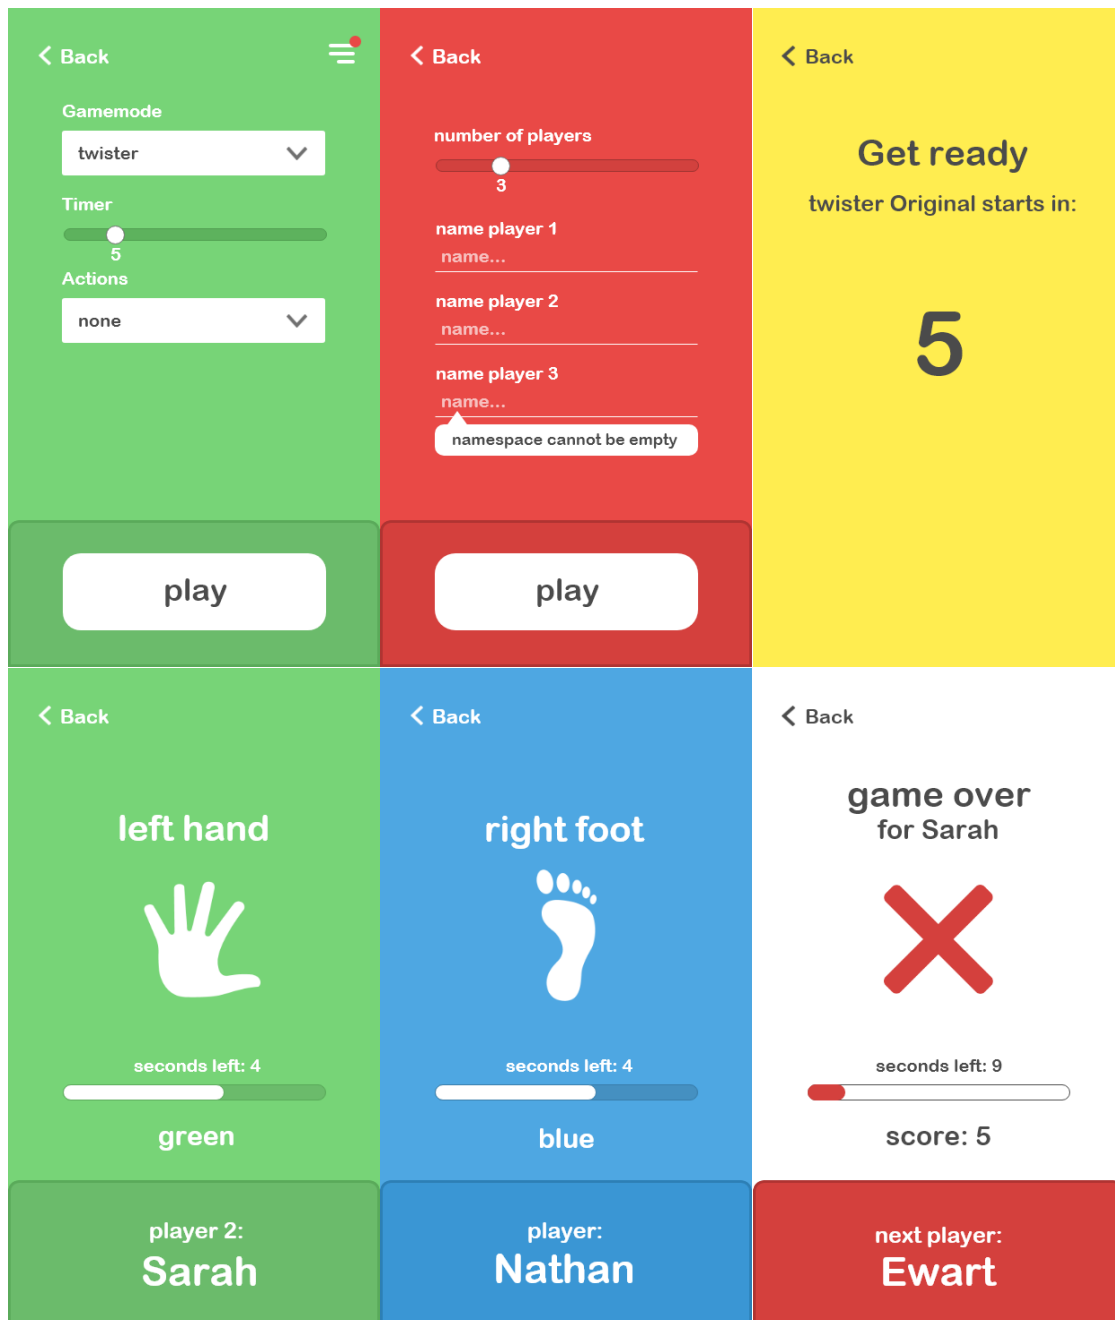 Back
Gamemode
twister
Timer
5
Actions
none
play
Back
number of players
3
name player 1
name...
name player 2
name...
name player 3
name...
namespace cannot be empty
play
Back
Get ready
twister Original starts in:
5
Back
left hand
seconds left: 4
green
player 2:
Sarah
Back
right foot
seconds left: 4
blue
player:
Nathan
Back
game over
for Sarah
seconds left: 9
score: 5
next player:
Ewart